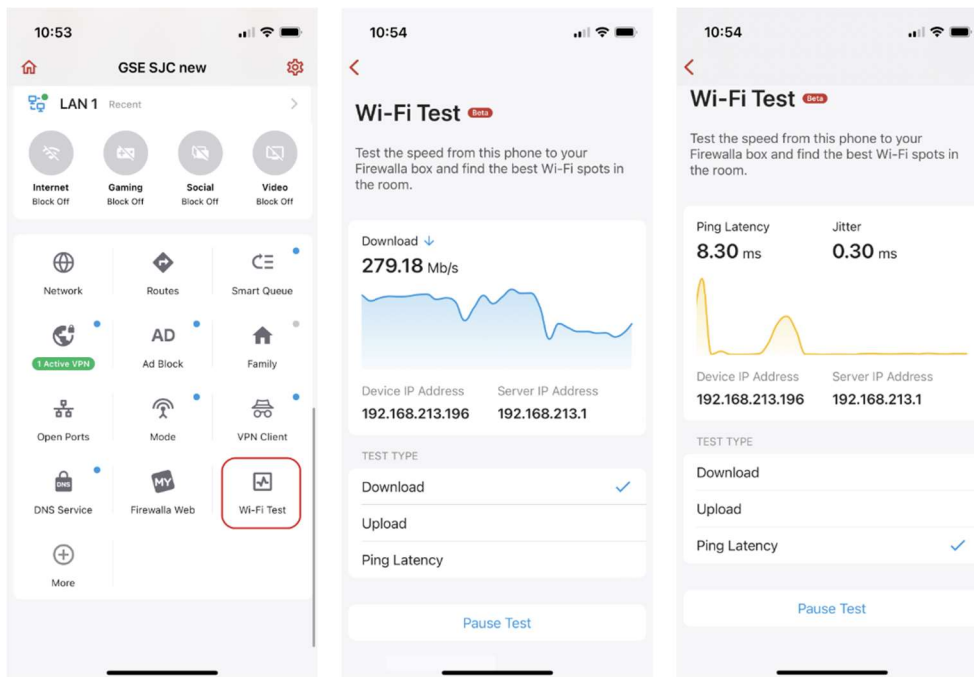 10:53
GSE SJC new
LAN 1 Recent
Internet Gaming Social Video
Block Off Block Off Block Off Block Off
Network Routes Smart Queue
AD
1 Active VPN Ad Block Family
Open Ports Mode VPN Client
DNS MY
DNS Service Firewalla Web Wi-Fi Test
More
10:54
Wi-Fi Test Beta
Test the speed from this phone to your
Firewalla box and find the best Wi-Fi spots in
the room.
Download ↓
279.18 Mb/s
Device IP Address Server IP Address
192.168.213.196 192.168.213.1
TEST TYPE
Download
Upload
Ping Latency
Pause Test
10:54
Wi-Fi Test Beta
Test the speed from this phone to your
Firewalla box and find the best Wi-Fi spots in
the room.
Ping Latency Jitter
8.30 ms 0.30 ms
Device IP Address Server IP Address
192.168.213.196 192.168.213.1
TEST TYPE
Download
Upload
Ping Latency
Pause Test